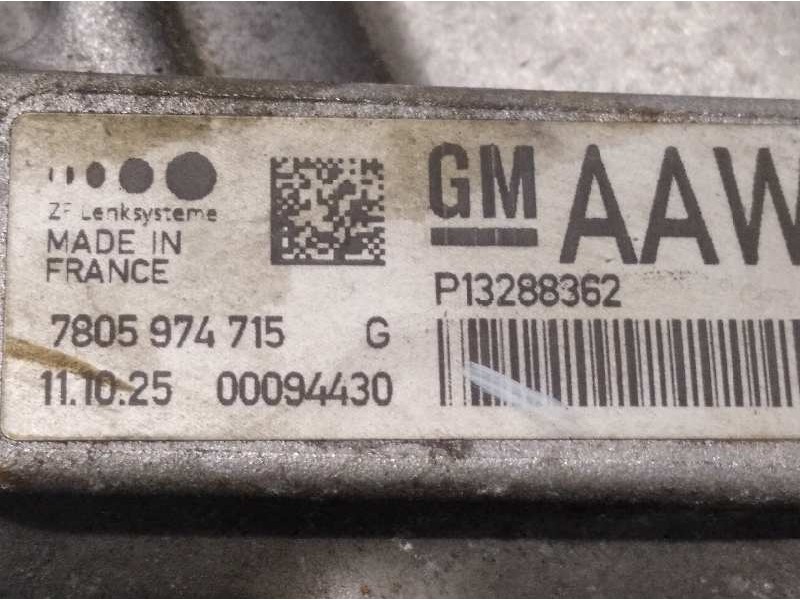 ZF Lenksysteme
MADE IN
FRANCE
7805 974 715 G
11.10.25 00094430
GM AAW
P13288362